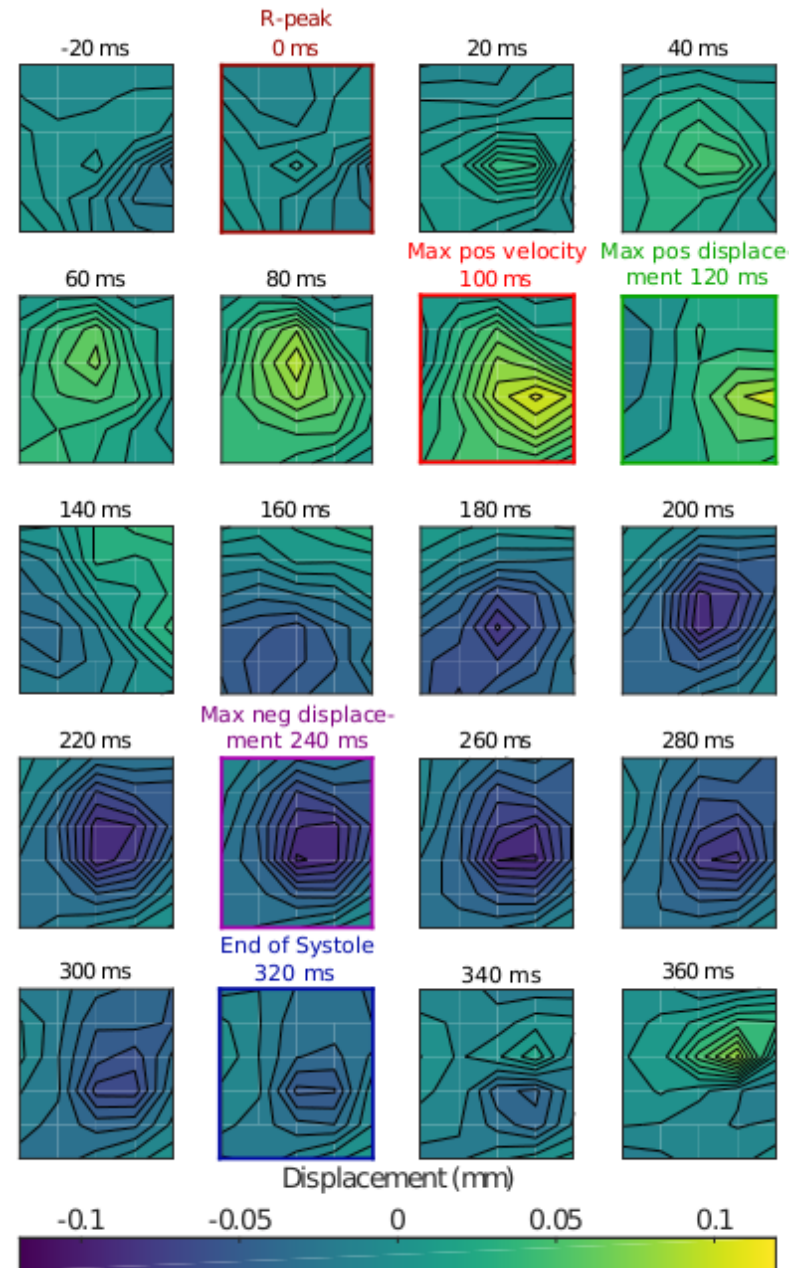 R-peak
-20 ms
0 ms
20 ms
40 ms
60 ms
80 ms
Max pos velocity
100 ms
Max pos displace-
ment 120 ms
140 ms
160 ms
180 ms
200 ms
220 ms
Max neg displace-
ment 240 ms
260 ms
280 ms
300 ms
End of Systole
320 ms
340 ms
360 ms
Displacement (mm)
-0.1
-0.05
0
0.05
0.1